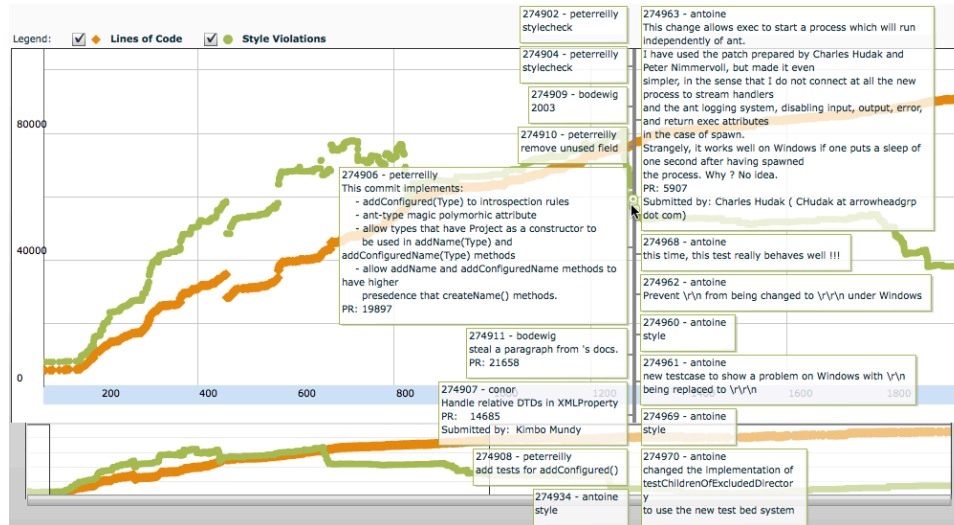 Legend:
Lines of Code
Style Violations
80000
40000
0
200
400
600
800
1200
1600
1800
274902 - peterreilly
stylecheck
274904 - peterreilly
stylecheck
274909 - bodewig
2003
274910 - peterreilly
remove unused field
274906 - peterreilly
This commit implements:
- addConfigured(Type) to introspection rules
- ant-type magic polymorhic attribute
- allow types that have Project as a constructor to
be used in addName(Type) and
addConfiguredName(Type) methods
- allow addName and addConfiguredName methods to
have higher
presedence that createName() methods.
PR: 19897
274911 - bodewig
steal a paragraph from 's docs.
PR: 21658
274907 - conor
Handle relative DTDs in XMLProperty
PR: 14685
Submitted by: Kimbo Mundy
274908 - peterreilly
add tests for addConfigured()
274934 - antoine
style
274963 - antoine
This change allows exec to start a process which will run
independently of ant.
I have used the patch prepared by Charles Hudak and
Peter Nimmervoll, but made it even
simpler, in the sense that I do not connect at all the new
process to stream handlers
and the ant logging system, disabling input, output, error,
and return exec attributes
in the case of spawn.
Strangely, it works well on Windows if one puts a sleep of
one second after having spawned
the process. Why ? No idea.
PR: 5907
Submitted by: Charles Hudak ( CHudak at arrowheadgrp
dot com)
274968 - antoine
this time, this test really behaves well !!!
274962 - antoine
Prevent \r\n from being changed to \r\r\n under Windows
274960 - antoine
style
274961 - antoine
new testcase to show a problem on Windows with \r\n
being replaced to \r\r\n
274969 - antoine
style
274970 - antoine
changed the implementation of
testChildrenOfExcludedDirector
y
to use the new test bed system